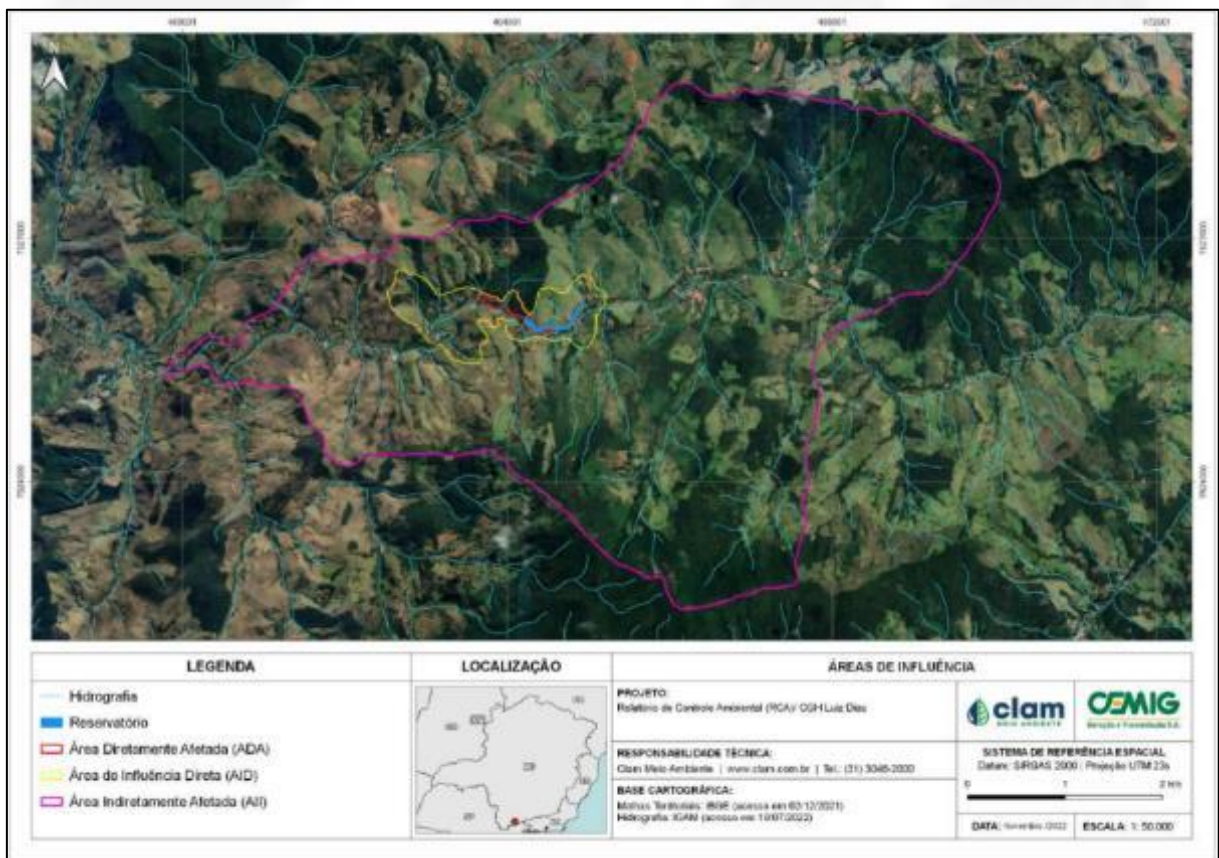 N
LEGENDA
Hidrografia
Reservatório
Área Diretamente Afetada (ADA)
Área de Influência Direta (AID)
Área Indiretamente Afetada (AII)
LOCALIZAÇÃO
ÁREAS DE INFLUÊNCIA
PROJETO:
Relatório de Controle Ambiental (RCA)/ CGH Luiz Dias
RESPONSABILIDADE TÉCNICA:
Clam Meio Ambiente | www.clam.com.br | Tel.: (31) 3048-2000
BASE CARTOGRÁFICA:
Malhas Territoriais: IBGE (acesso em 03/12/2021)
Hidrografia: IGAM (acesso em 18/07/2022)
clam
MEIO AMBIENTE
CEMIG
Geração e Transmissão S.A.
SISTEMA DE REFERÊNCIA ESPACIAL
Datum: SIRGAS 2000 : Projeção UTM 23s
0 1 2 km
DATA: novembro /2022
ESCALA: 1: 50.000